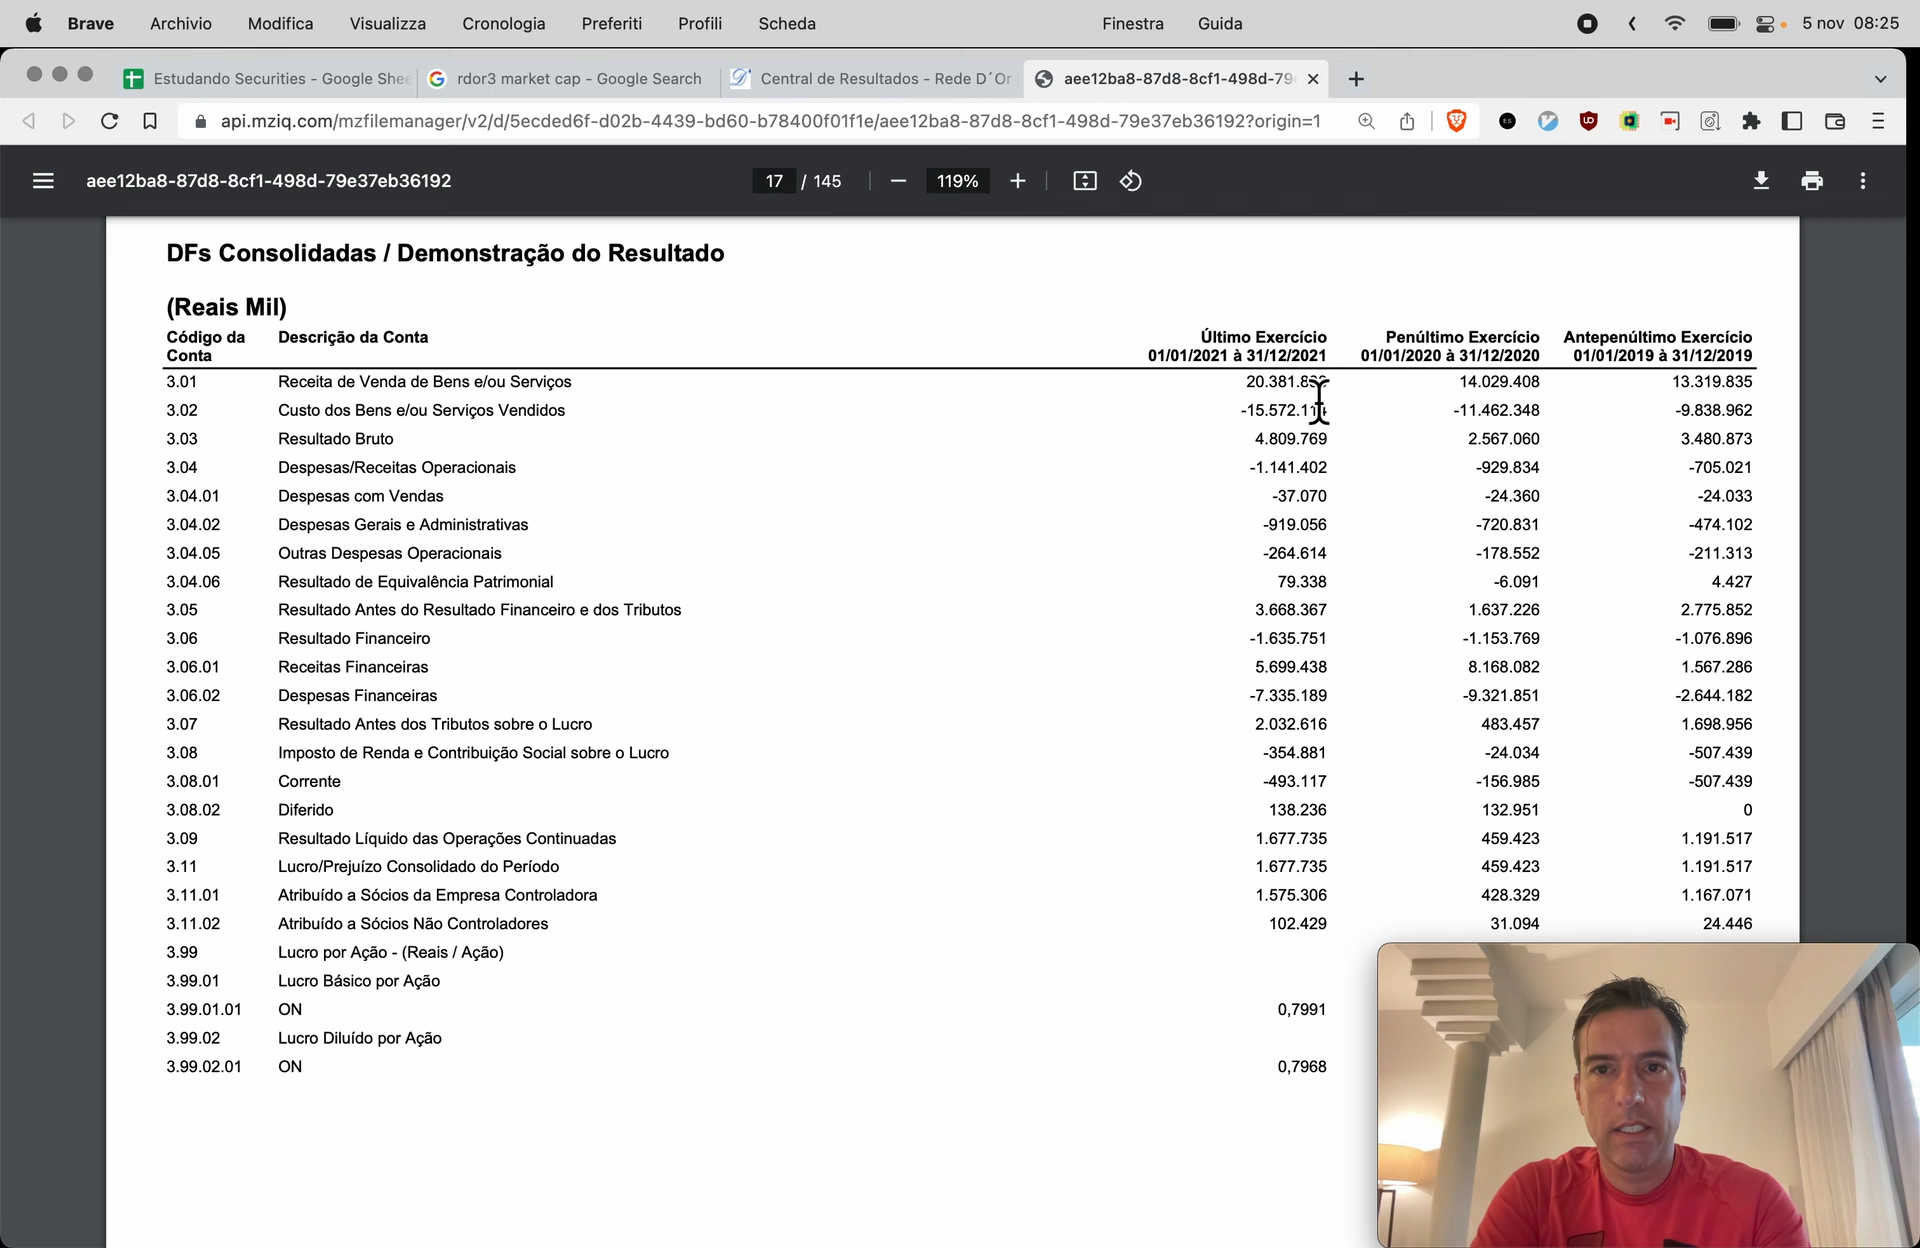 Brave Archivio Modifica Visualizza Cronologia Preferiti Profili Scheda Finestra Guida 5 nov 08:25
Estudando Securities - Google Shee rdor3 market cap - Google Search Central de Resultados - Rede D´Or aee12ba8-87d8-8cf1-498d-79
api.mziq.com/mzfilemanager/v2/d/5ecded6f-d02b-4439-bd60-b78400f01f1e/aee12ba8-87d8-8cf1-498d-79e37eb36192?origin=1
aee12ba8-87d8-8cf1-498d-79e37eb36192 17 / 145 119%
DFs Consolidadas / Demonstração do Resultado
(Reais Mil)
Código da Conta Descrição da Conta Último Exercício 01/01/2021 à 31/12/2021 Penúltimo Exercício 01/01/2020 à 31/12/2020 Antepenúltimo Exercício 01/01/2019 à 31/12/2019
3.01 Receita de Venda de Bens e/ou Serviços 14.029.408 13.319.835
3.02 Custo dos Bens e/ou Serviços Vendidos -11.462.348 -9.838.962
3.03 Resultado Bruto 4.809.769 2.567.060 3.480.873
3.04 Despesas/Receitas Operacionais -1.141.402 -929.834 -705.021
3.04.01 Despesas com Vendas -37.070 -24.360 -24.033
3.04.02 Despesas Gerais e Administrativas -919.056 -720.831 -474.102
3.04.05 Outras Despesas Operacionais -264.614 -178.552 -211.313
3.04.06 Resultado de Equivalência Patrimonial 79.338 -6.091 4.427
3.05 Resultado Antes do Resultado Financeiro e dos Tributos 3.668.367 1.637.226 2.775.852
3.06 Resultado Financeiro -1.635.751 -1.153.769 -1.076.896
3.06.01 Receitas Financeiras 5.699.438 8.168.082 1.567.286
3.06.02 Despesas Financeiras -7.335.189 -9.321.851 -2.644.182
3.07 Resultado Antes dos Tributos sobre o Lucro 2.032.616 483.457 1.698.956
3.08 Imposto de Renda e Contribuição Social sobre o Lucro -354.881 -24.034 -507.439
3.08.01 Corrente -493.117 -156.985 -507.439
3.08.02 Diferido 138.236 132.951 0
3.09 Resultado Líquido das Operações Continuadas 1.677.735 459.423 1.191.517
3.11 Lucro/Prejuízo Consolidado do Período 1.677.735 459.423 1.191.517
3.11.01 Atribuído a Sócios da Empresa Controladora 1.575.306 428.329 1.167.071
3.11.02 Atribuído a Sócios Não Controladores 102.429 31.094 24.446
3.99 Lucro por Ação - (Reais / Ação)
3.99.01 Lucro Básico por Ação
3.99.01.01 ON 0,7991
3.99.02 Lucro Diluído por Ação
3.99.02.01 ON 0,7968